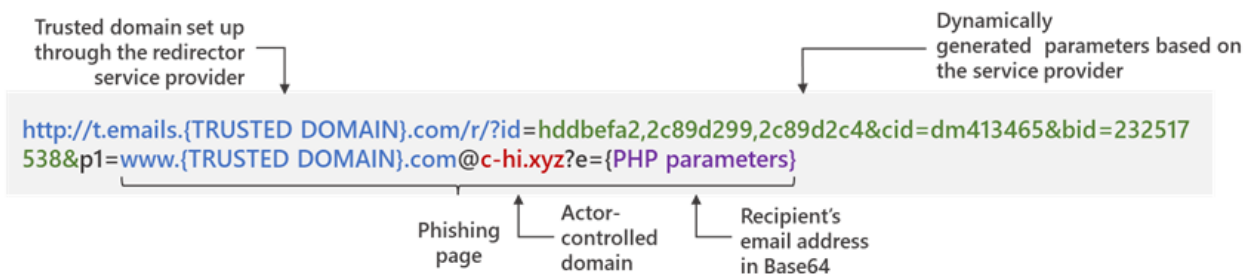 Trusted domain set up
through the redirector
service provider
Dynamically
generated parameters based on
the service provider
http://t.emails.{TRUSTED DOMAIN}.com/r/?id=hddbefa2,2c89d299,2c89d2c4&cid=dm413465&bid=232517
538&p1=www.{TRUSTED DOMAIN}.com@c-hi.xyz?e={PHP parameters}
Phishing
page
Actor-
controlled
domain
Recipient's
email address
in Base64